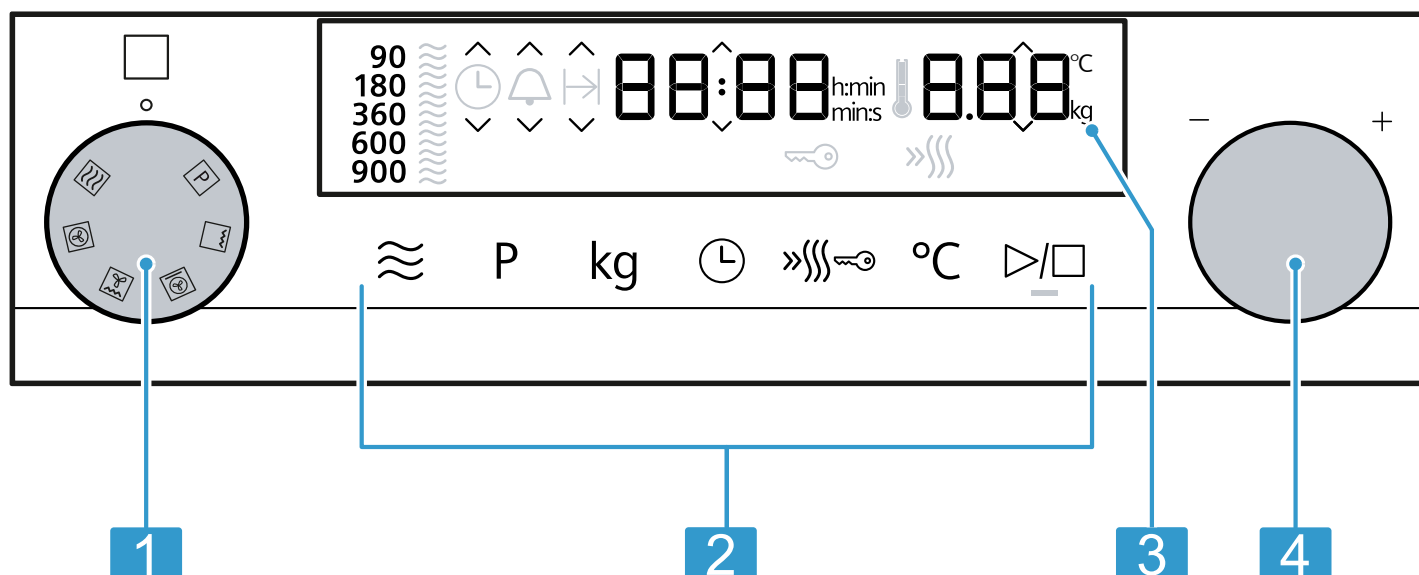 90
180
360
600
900
88:88
h:min
min:s
8.88
°C
kg
− +
P
P kg °C ▷/□
1 2 3 4